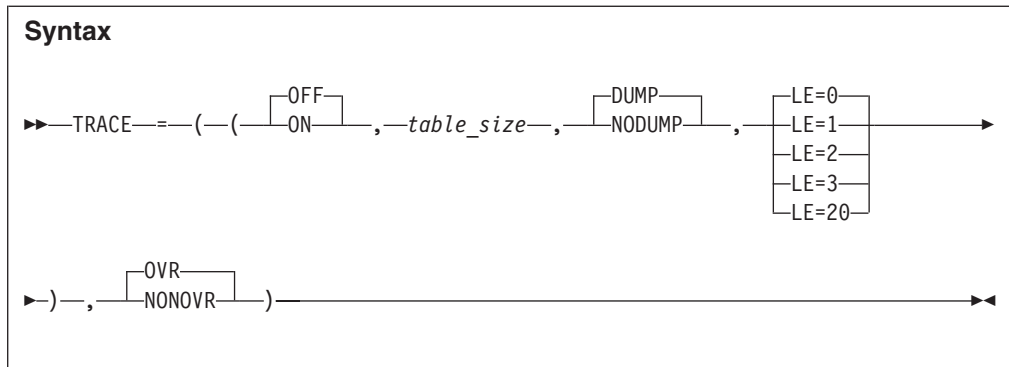 Syntax
OFF DUMP LE=0
►►—TRACE—=—(—(—ON—,—table_size—,—NODUMP—,—LE=1—►
LE=2
LE=3
LE=20
OVR
►—)—,—NONOVR—)—►◄